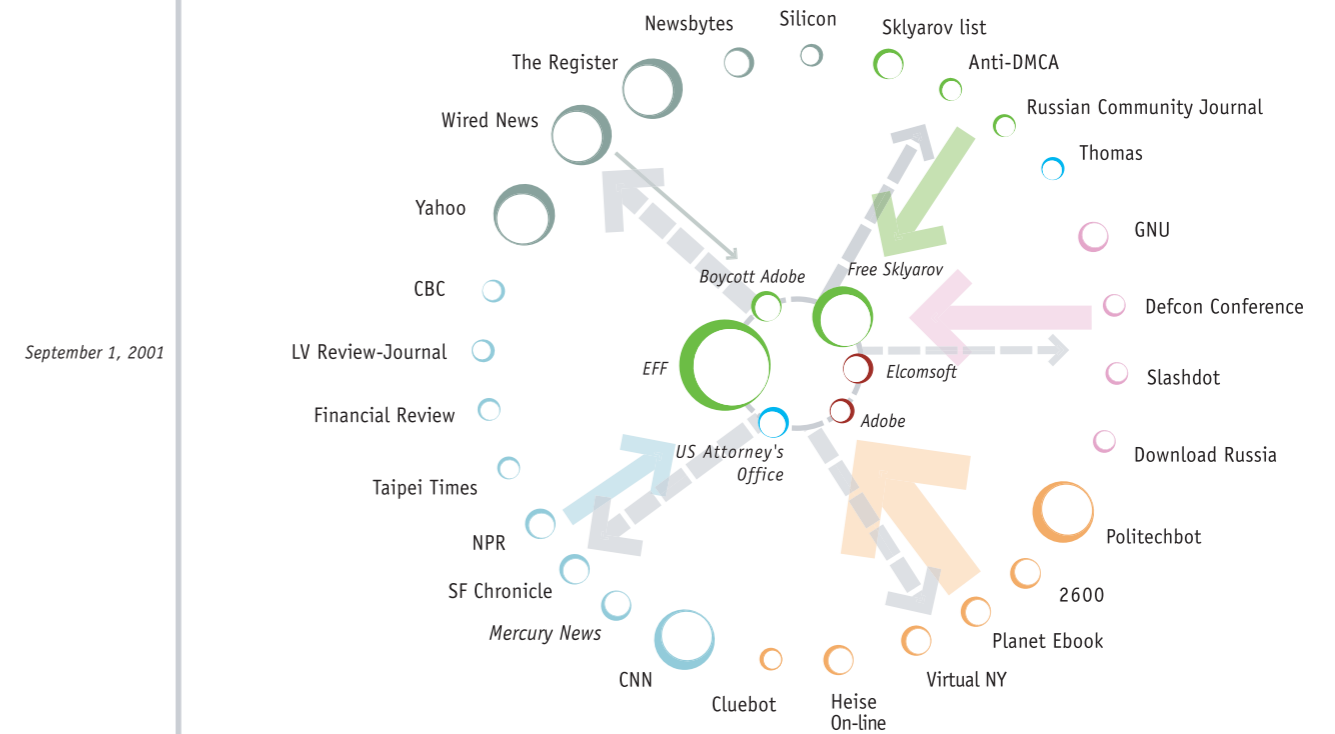 Silicon
Newsbytes
Sklyarov list
The Register
Anti-DMCA
Russian Community Journal
Wired News
Thomas
Yahoo
GNU
Boycott Adobe
Free Sklyarov
CBC
Defcon Conference
September 1, 2001
LV Review-Journal
EFF
Elcomsoft
Slashdot
Financial Review
Adobe
US Attorney's
Office
Download Russia
Taipei Times
NPR
Politechbot
SF Chronicle
2600
Mercury News
Planet Ebook
CNN
Virtual NY
Cluebot
Heise
On-line